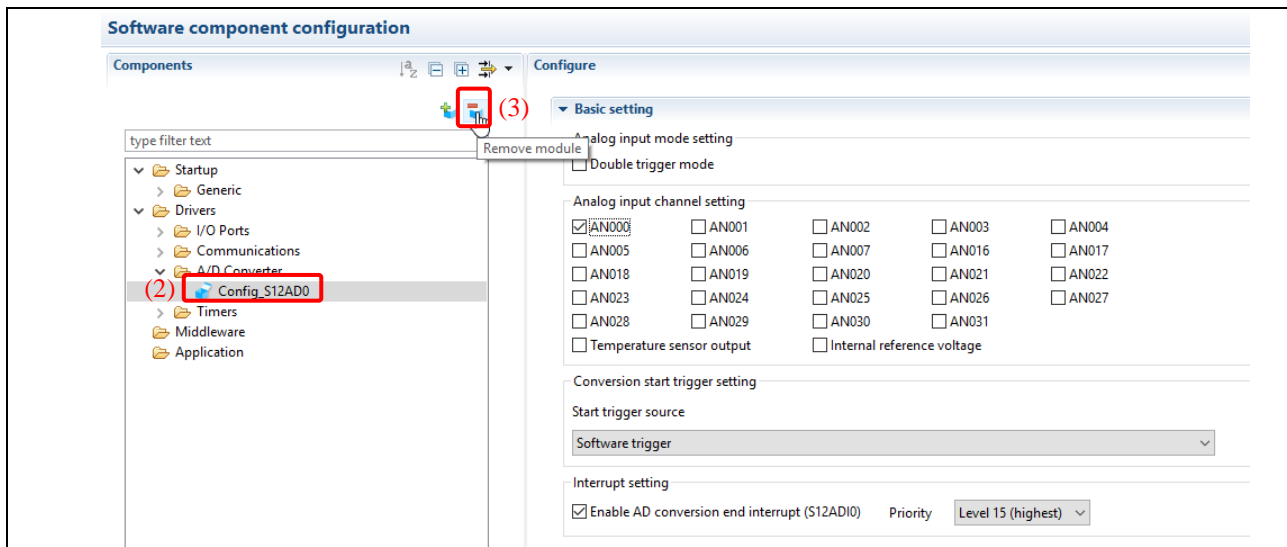 Software component configuration
Components
Configure
(3)
Basic setting
type filter text
Remove module
Analog input mode setting
Double trigger mode
Startup
Generic
Drivers
I/O Ports
Communications
A/D Converter
(2) Config_S12AD0
Timers
Middleware
Application
Analog input channel setting
AN000 AN001 AN002 AN003 AN004
AN005 AN006 AN007 AN016 AN017
AN018 AN019 AN020 AN021 AN022
AN023 AN024 AN025 AN026 AN027
AN028 AN029 AN030 AN031
Temperature sensor output Internal reference voltage
Conversion start trigger setting
Start trigger source
Software trigger
Interrupt setting
Enable AD conversion end interrupt (S12ADI0) Priority Level 15 (highest)